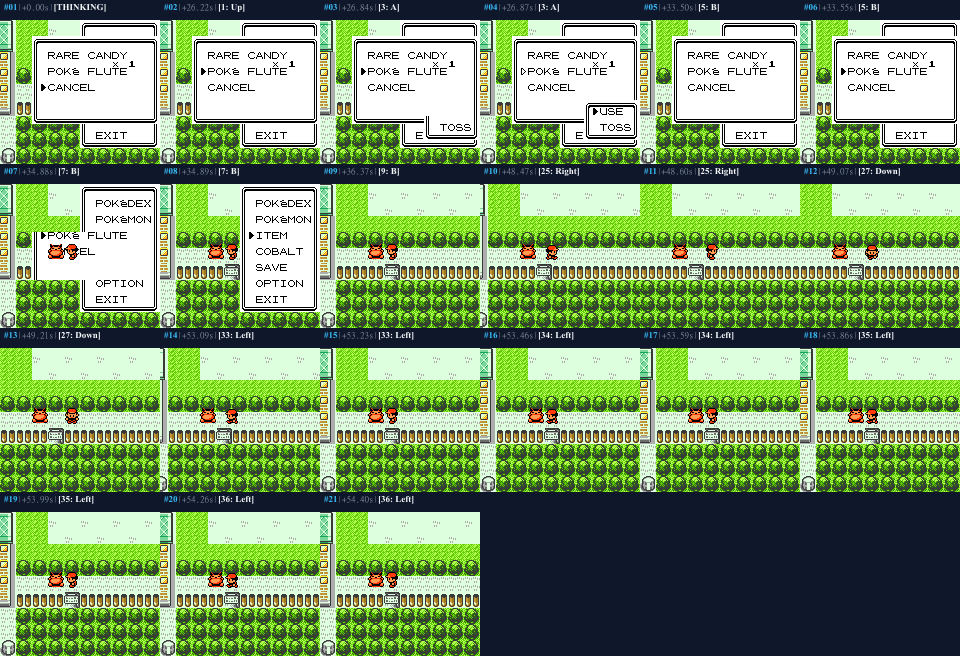 #01|+0.00s|[THINKING]
RARE CANDY
×1
POKé FLUTE
▶CANCEL
EXIT
#02|+26.22s|[1: Up]
RARE CANDY
×1
▶POKé FLUTE
CANCEL
EXIT
#03|+26.84s|[3: A]
RARE CANDY
×1
▶POKé FLUTE
CANCEL
TOSS
E
#04|+26.87s|[3: A]
RARE CANDY
×1
▷POKé FLUTE
CANCEL
▶USE
TOSS
E
#05|+33.50s|[5: B]
RARE CANDY
×1
POKé FLUTE
CANCEL
EXIT
#06|+33.55s|[5: B]
RARE CANDY
×1
▶POKé FLUTE
CANCEL
EXIT
#07|+34.88s|[7: B]
POKéDEX
POKéMON
▶POKé FLUTE
EL
OPTION
EXIT
#08|+34.89s|[7: B]
POKéDEX
POKéMON
▶ITEM
COBALT
SAVE
OPTION
EXIT
#09|+36.37s|[9: B]
#10|+48.47s|[25: Right]
#11|+48.60s|[25: Right]
#12|+49.07s|[27: Down]
#13|+49.21s|[27: Down]
#14|+53.09s|[33: Left]
#15|+53.23s|[33: Left]
#16|+53.46s|[34: Left]
#17|+53.59s|[34: Left]
#18|+53.86s|[35: Left]
#19|+53.99s|[35: Left]
#20|+54.26s|[36: Left]
#21|+54.40s|[36: Left]